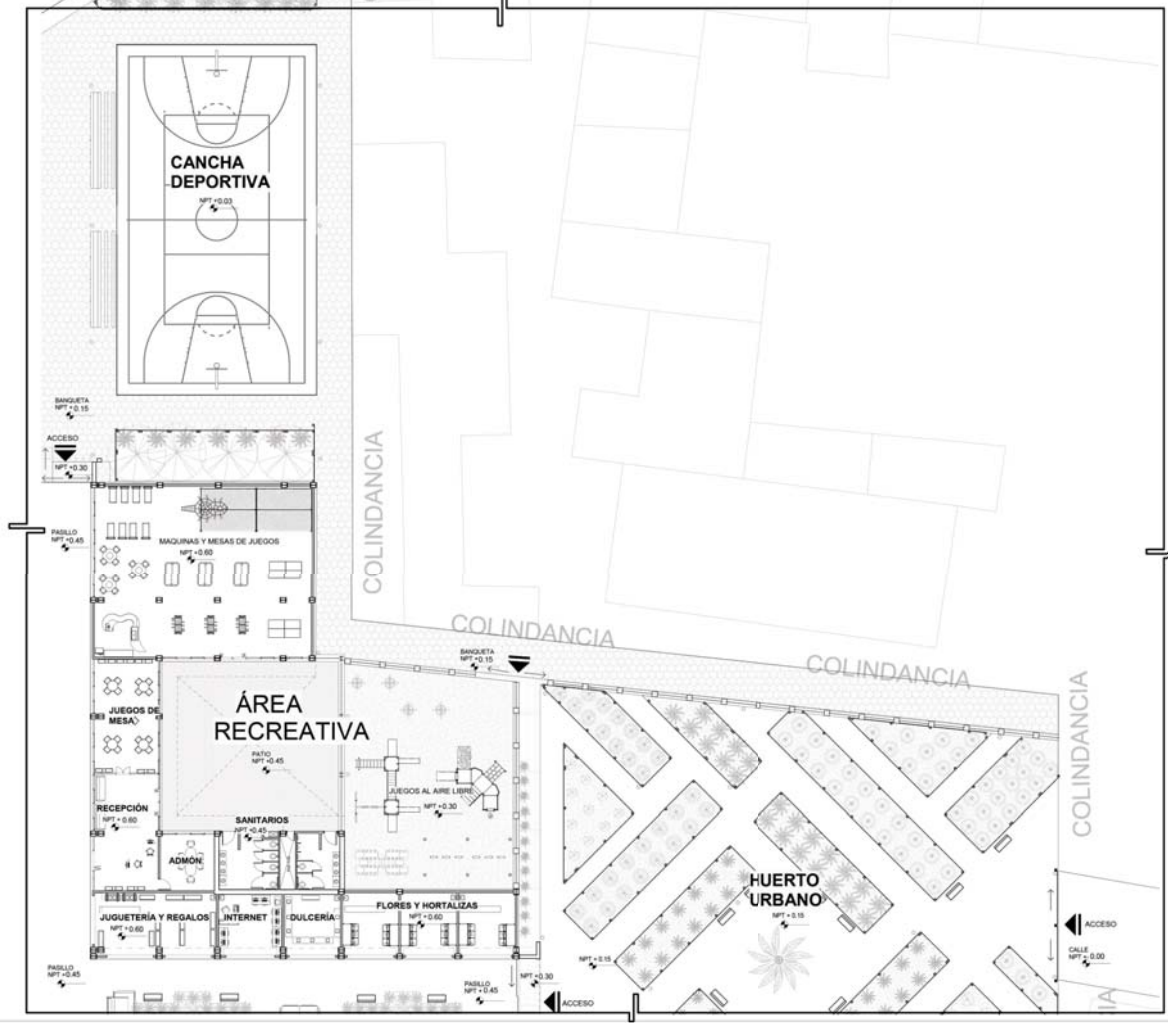 CANCHA
DEPORTIVA
NPT +0.03
BANQUETA
NPT +0.15
ACCESO
NPT +0.30
COLINDANCIA
PASILLO
NPT +0.45
MAQUINAS Y MESAS DE JUEGOS
NPT +0.60
COLINDANCIA
BANQUETA
NPT +0.15
COLINDANCIA
COLINDANCIA
JUEGOS DE
MESA
ÁREA
RECREATIVA
PATIO
NPT +0.45
JUEGOS AL AIRE LIBRE
NPT +0.30
RECEPCIÓN
NPT +0.60
SANITARIOS
NPT +0.45
ADMÓN
HUERTO
URBANO
NPT + 0.15
JUGUETERÍA Y REGALOS
NPT +0.60
INTERNET
DULCERÍA
FLORES Y HORTALIZAS
NPT +0.60
ACCESO
CALLE
NPT +- 0.00
NPT + 0.15
PASILLO
NPT +0.45
PASILLO
NPT + 0.45
NPT +0.30
ACCESO
IA